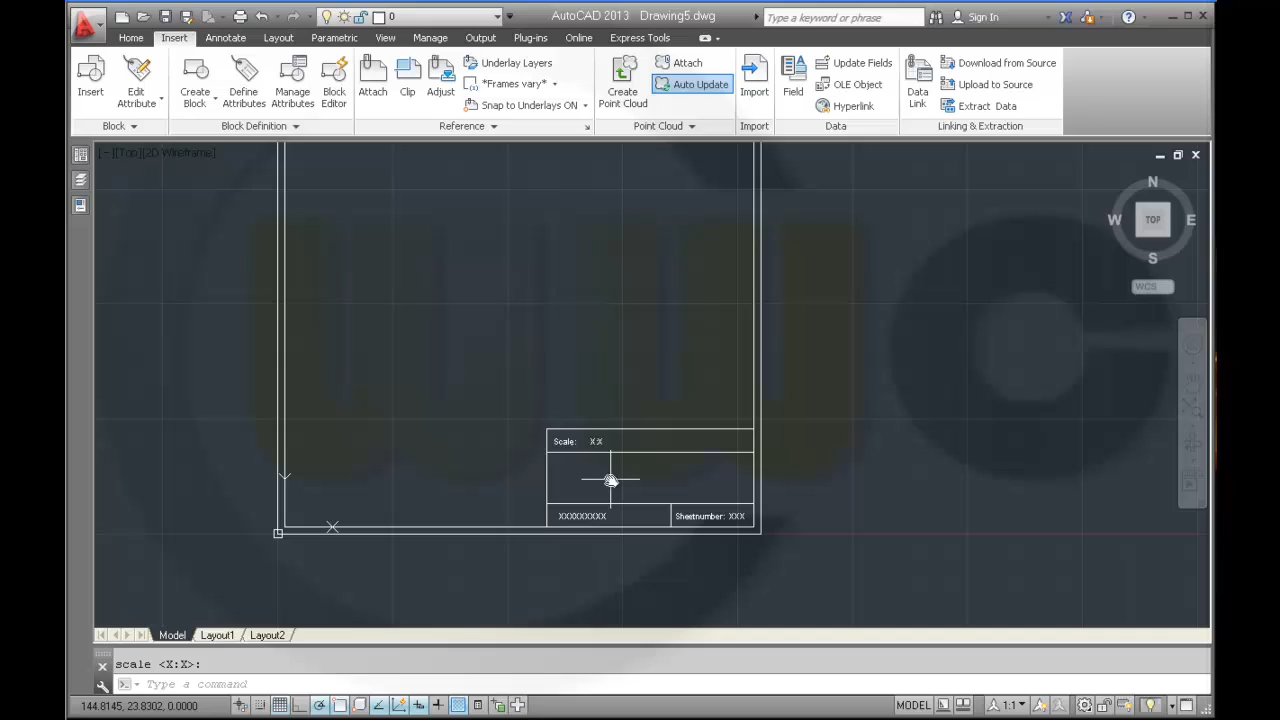 AutoCAD 2013 Drawing5.dwg
0
Type a keyword or phrase
Sign In
Home Insert Annotate Layout Parametric View Manage Output Plug-ins Online Express Tools
Insert
Edit Attribute
Create Block
Define Attributes
Manage Attributes
Block Editor
Attach
Clip
Adjust
Underlay Layers
*Frames vary*
Snap to Underlays ON
Create Point Cloud
Attach
Auto Update
Import
Field
Update Fields
OLE Object
Hyperlink
Data Link
Download from Source
Upload to Source
Extract Data
Block Block Definition Reference Point Cloud Import Data Linking & Extraction
[-][Top][2D Wireframe]
N
W TOP E
S
WCS
Scale: X:X
XXXXXXXXX Sheetnumber: XXX
Model Layout1 Layout2
scale <X:X>:
Type a command
144.8145, 23.8302, 0.0000 MODEL 1:1